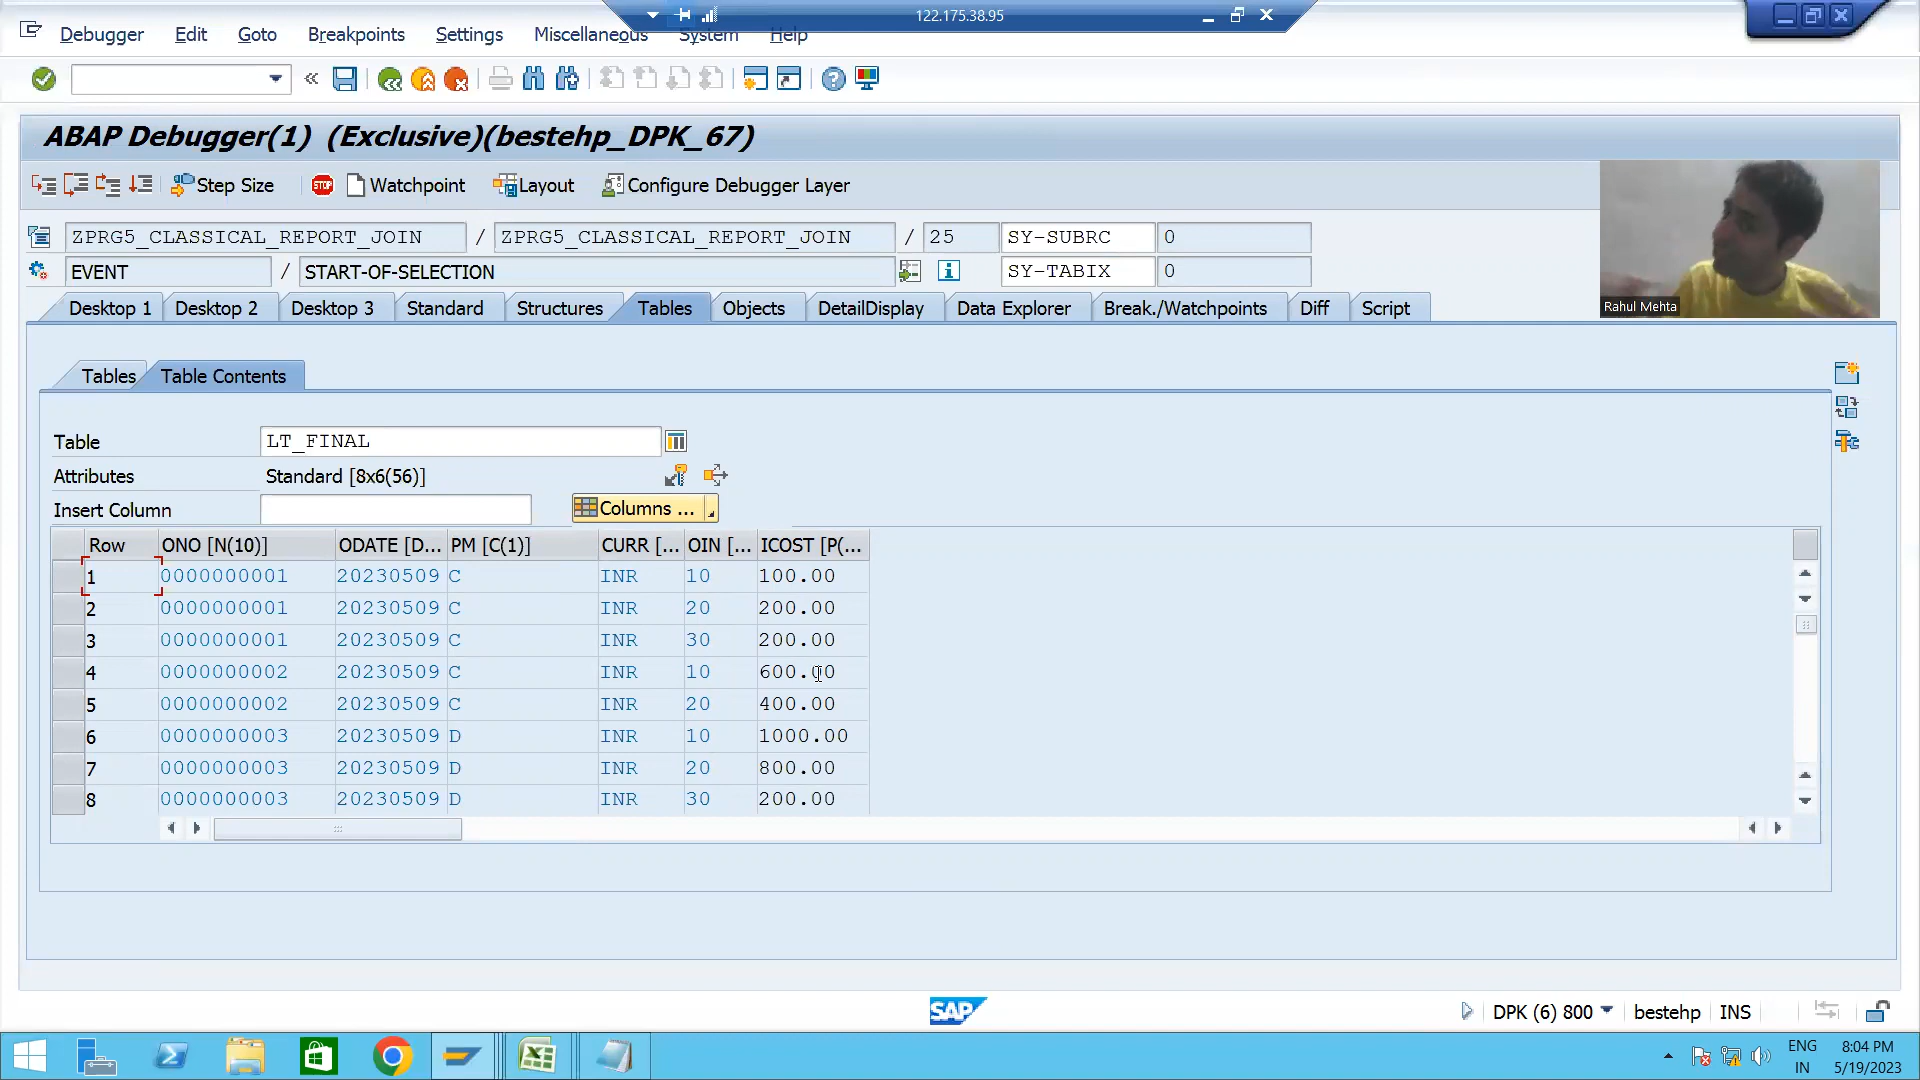 122.175.38.95
Debugger Edit Goto Breakpoints Settings Miscellaneous System Help
ABAP Debugger(1) (Exclusive)(bestehp_DPK_67)
Step Size STOP Watchpoint Layout Configure Debugger Layer
Rahul Mehta
ZPRG5_CLASSICAL_REPORT_JOIN / ZPRG5_CLASSICAL_REPORT_JOIN / 25 SY-SUBRC 0
EVENT / START-OF-SELECTION SY-TABIX 0
Desktop 1 Desktop 2 Desktop 3 Standard Structures Tables Objects DetailDisplay Data Explorer Break./Watchpoints Diff Script
Tables Table Contents
Table LT_FINAL
Attributes Standard [8x6(56)]
Insert Column Columns ...
Row ONO [N(10)] ODATE [D... PM [C(1)] CURR [... OIN [... ICOST [P(...
1 0000000001 20230509 C INR 10 100.00
2 0000000001 20230509 C INR 20 200.00
3 0000000001 20230509 C INR 30 200.00
4 0000000002 20230509 C INR 10 600.00
5 0000000002 20230509 C INR 20 400.00
6 0000000003 20230509 D INR 10 1000.00
7 0000000003 20230509 D INR 20 800.00
8 0000000003 20230509 D INR 30 200.00
SAP DPK (6) 800 bestehp INS
ENG 8:04 PM
IN 5/19/2023